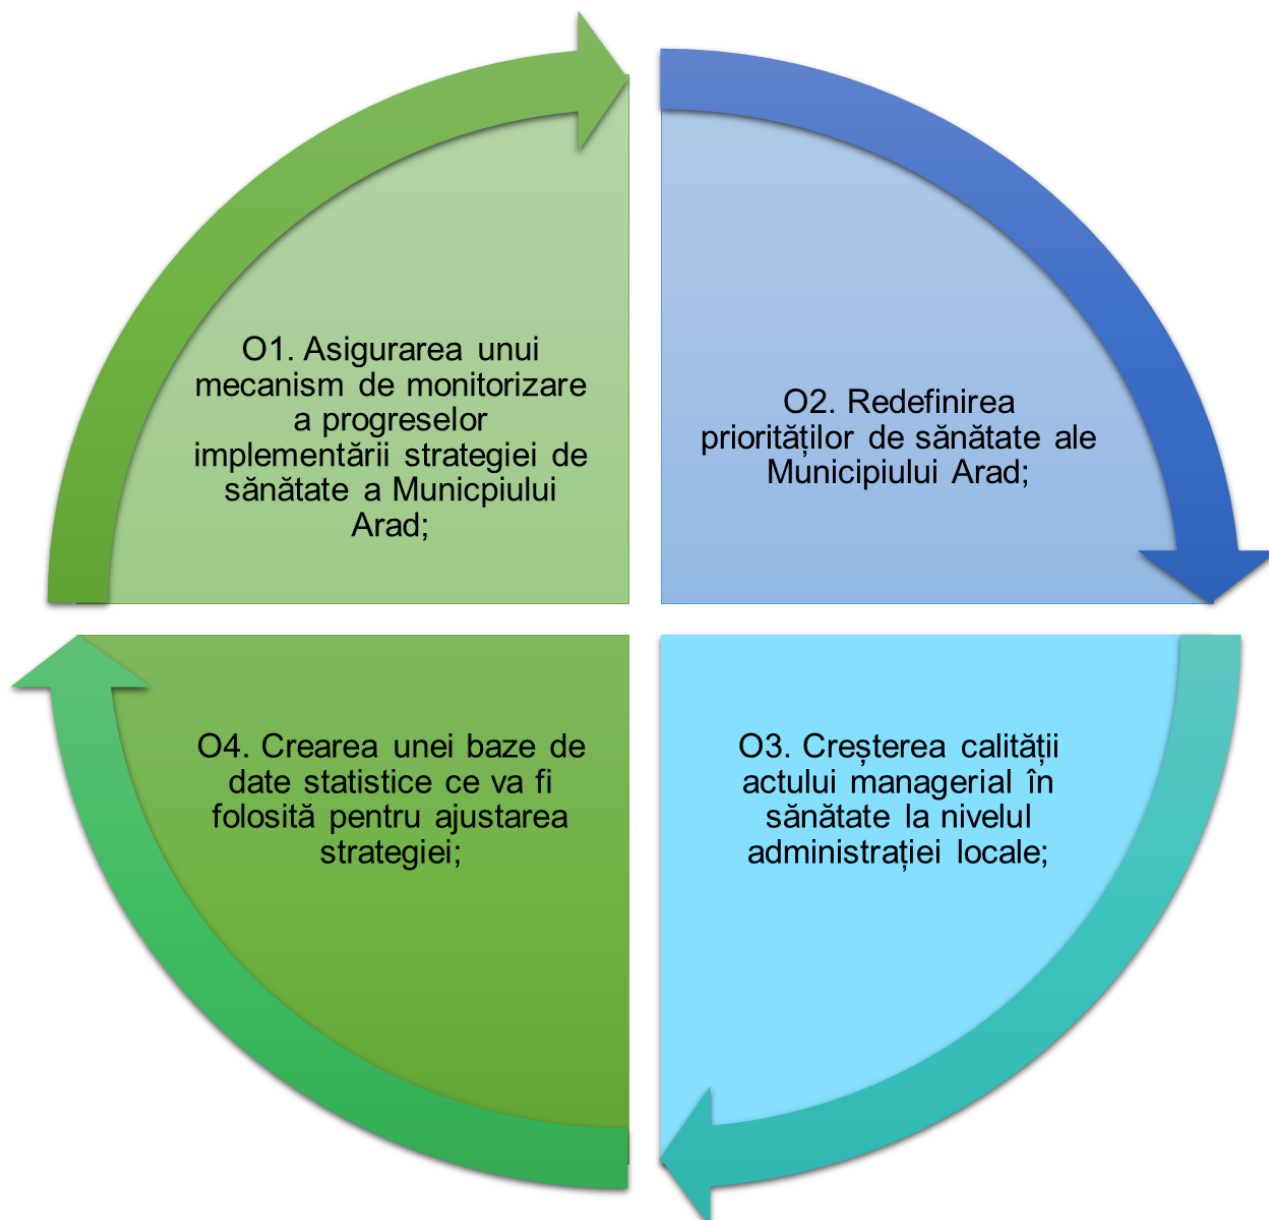 O1. Asigurarea unui
mecanism de monitorizare
a progreselor
implementării strategiei de
sănătate a Municpiului
Arad;
O2. Redefinirea
priorităților de sănătate ale
Municipiului Arad;
O3. Creșterea calității
actului managerial în
sănătate la nivelul
administrației locale;
O4. Crearea unei baze de
date statistice ce va fi
folosită pentru ajustarea
strategiei;